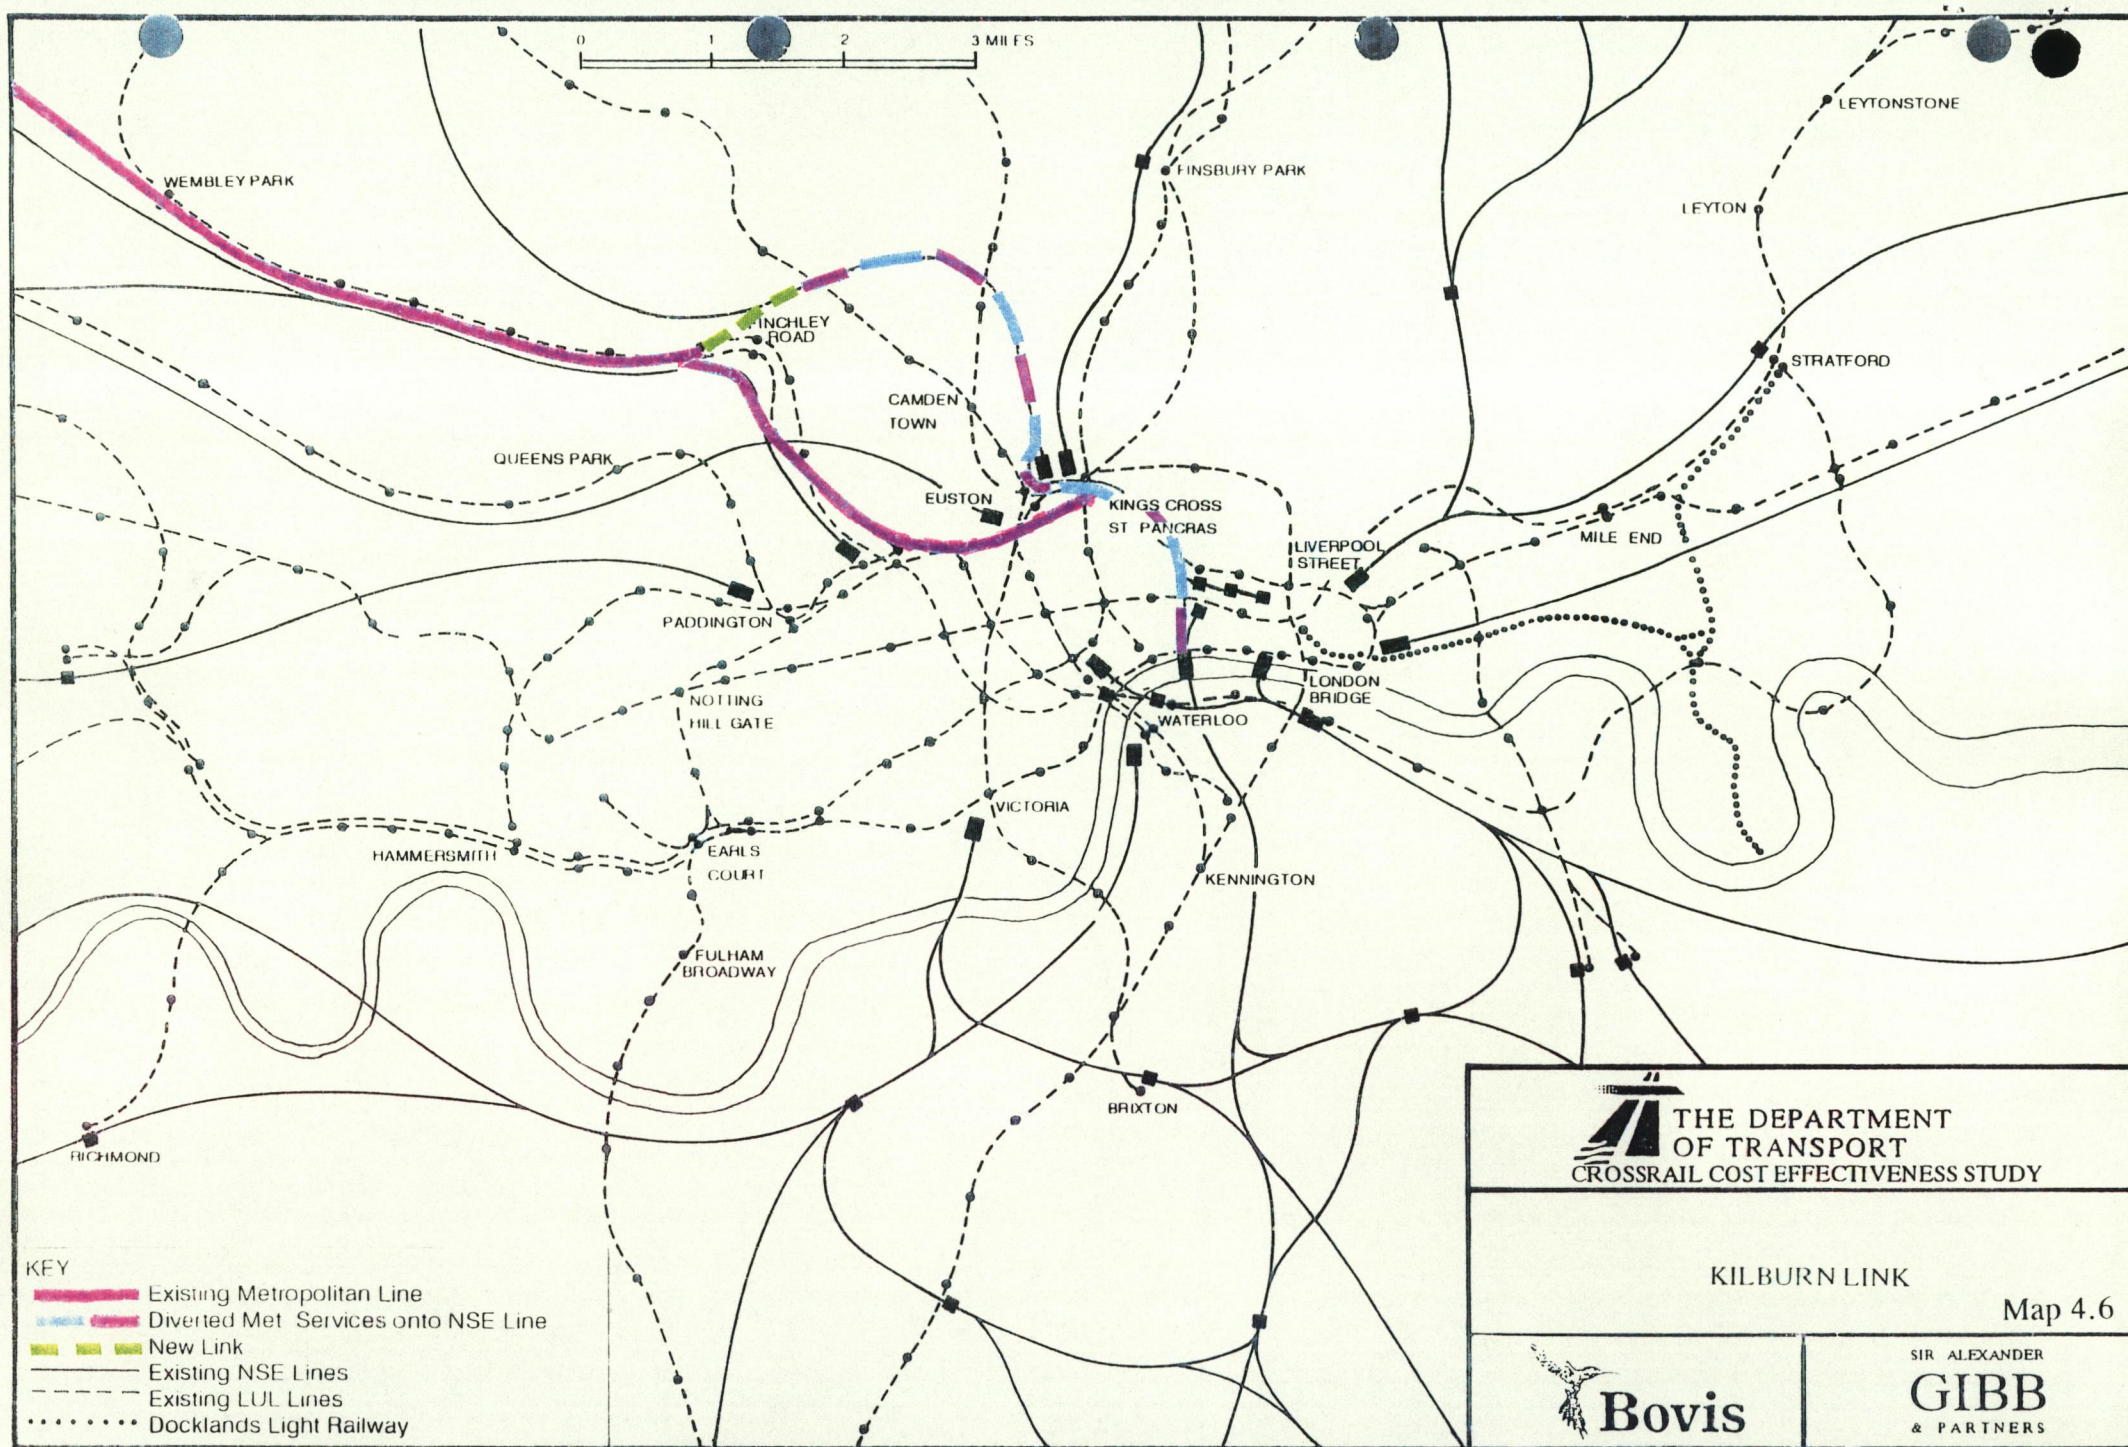 0 1 2 3 MILES
LEYTONSTONE
WEMBLEY PARK
FINSBURY PARK
LEYTON
FINCHLEY
ROAD
STRATFORD
CAMDEN
TOWN
QUEENS PARK
EUSTON
KINGS CROSS
ST PANCRAS
MILE END
LIVERPOOL
STREET
PADDINGTON
NOTTING
HILL GATE
LONDON
BRIDGE
WATERLOO
VICTORIA
HAMMERSMITH
EARLS
COURT
KENNINGTON
FULHAM
BROADWAY
BRIXTON
RICHMOND
KEY
Existing Metropolitan Line
Diverted Met Services onto NSE Line
New Link
Existing NSE Lines
Existing LUL Lines
Docklands Light Railway
THE DEPARTMENT
OF TRANSPORT
CROSSRAIL COST EFFECTIVENESS STUDY
KILBURN LINK
Map 4.6
Bovis
SIR ALEXANDER
GIBB
& PARTNERS